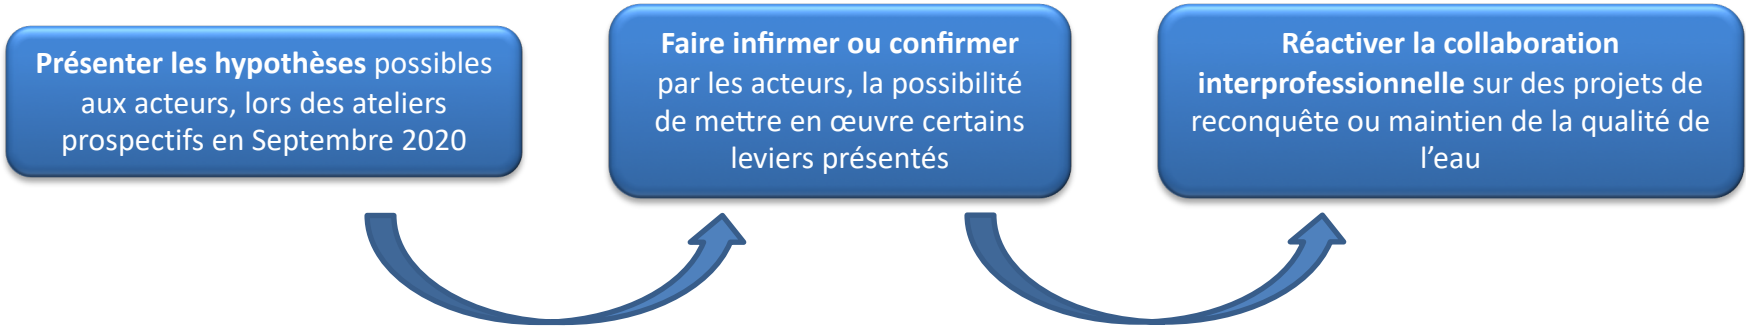 Présenter les hypothèses possibles
aux acteurs, lors des ateliers
prospectifs en Septembre 2020
Faire infirmer ou confirmer
par les acteurs, la possibilité
de mettre en œuvre certains
leviers présentés
Réactiver la collaboration
interprofessionnelle sur des projets de
reconquête ou maintien de la qualité de
l’eau